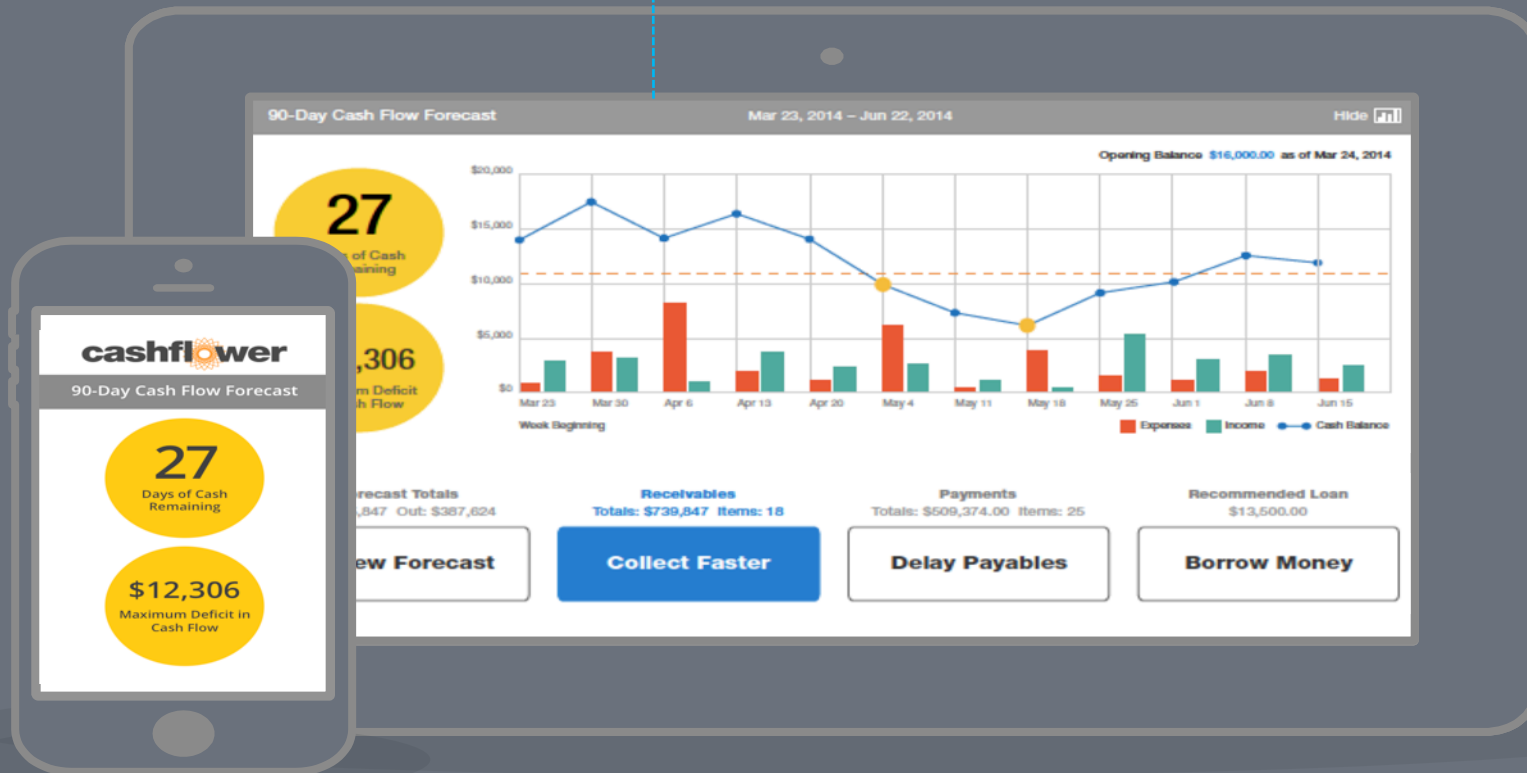 90-Day Cash Flow Forecast
Mar 23, 2014 – Jun 22, 2014
Hide
Opening Balance $16,000.00 as of Mar 24, 2014
27
of Cash
aining
,306
m Deficit
h Flow
$20,000
$15,000
$10,000
$5,000
$0
Mar 23 Mar 30 Apr 6 Apr 13 Apr 20 May 4 May 11 May 18 May 25 Jun 1 Jun 8 Jun 15
Week Beginning
Expenses Income Cash Balance
recast Totals
,847 Out: $387,624
ew Forecast
Receivables
Totals: $739,847 Items: 18
Collect Faster
Payments
Totals: $509,374.00 Items: 25
Delay Payables
Recommended Loan
$13,500.00
Borrow Money
cashflower
90-Day Cash Flow Forecast
27
Days of Cash
Remaining
$12,306
Maximum Deficit in
Cash Flow